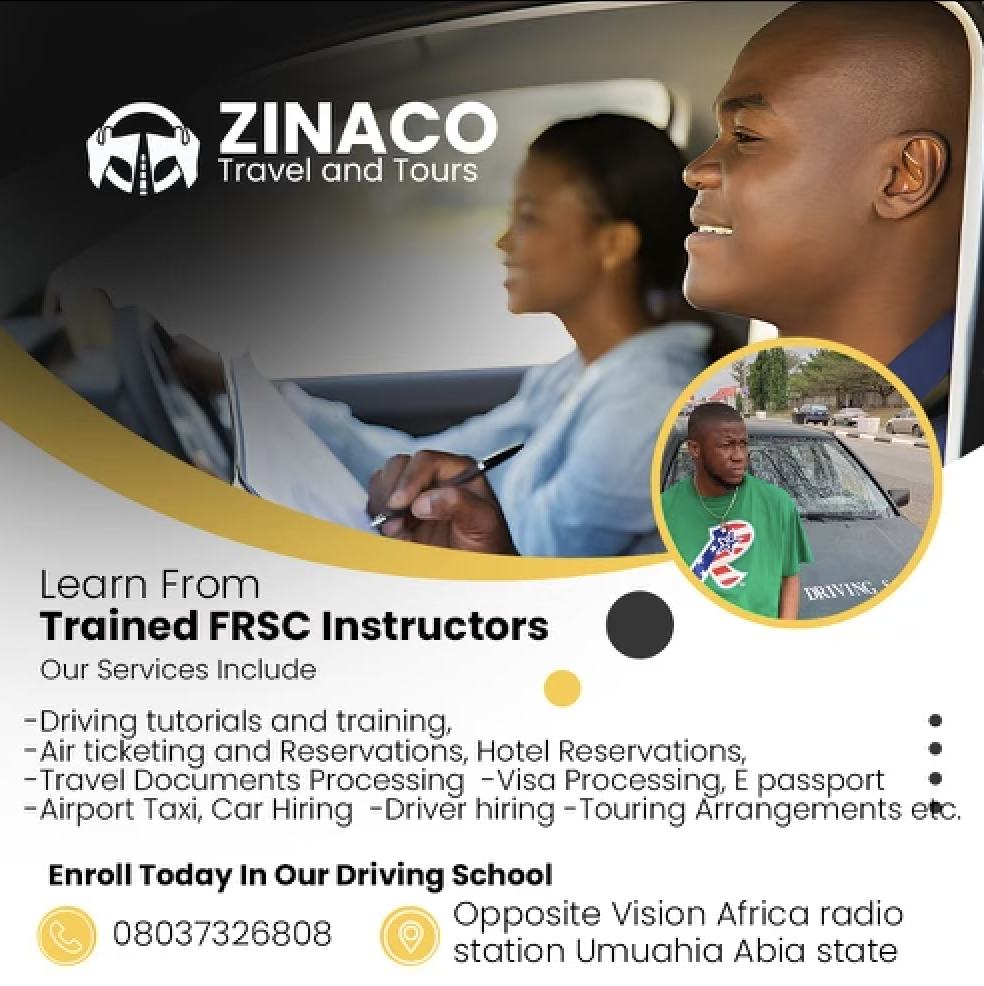 ZINACO
Travel and Tours
DRIVING
Learn From
Trained FRSC Instructors
Our Services Include
-Driving tutorials and training,
-Air ticketing and Reservations, Hotel Reservations,
-Travel Documents Processing -Visa Processing, E passport
-Airport Taxi, Car Hiring -Driver hiring -Touring Arrangements etc.
Enroll Today In Our Driving School
08037326808
Opposite Vision Africa radio
station Umuahia Abia state